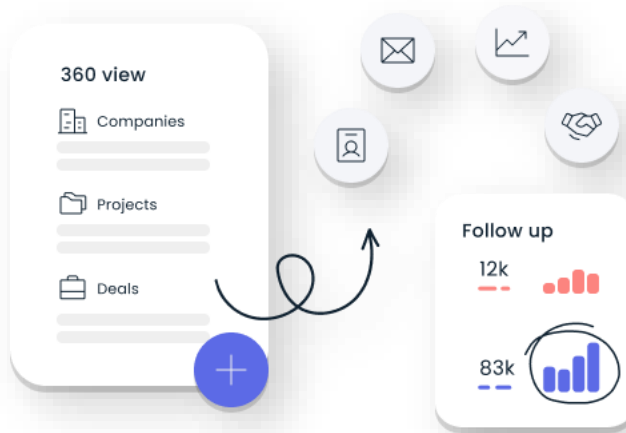 360 view
Companies
Projects
Deals
Follow up
12k
83k